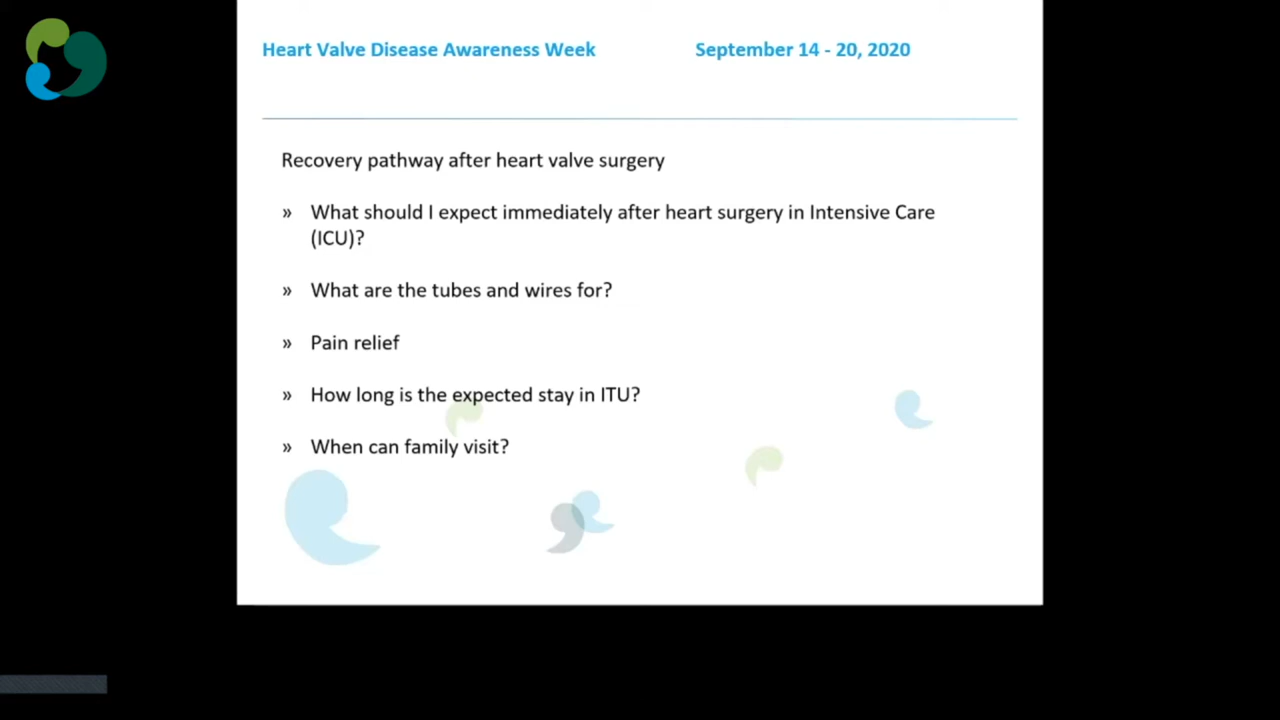 Heart Valve Disease Awareness Week September 14 - 20, 2020
Recovery pathway after heart valve surgery
» What should I expect immediately after heart surgery in Intensive Care
(ICU)?
» What are the tubes and wires for?
» Pain relief
» How long is the expected stay in ITU?
» When can family visit?